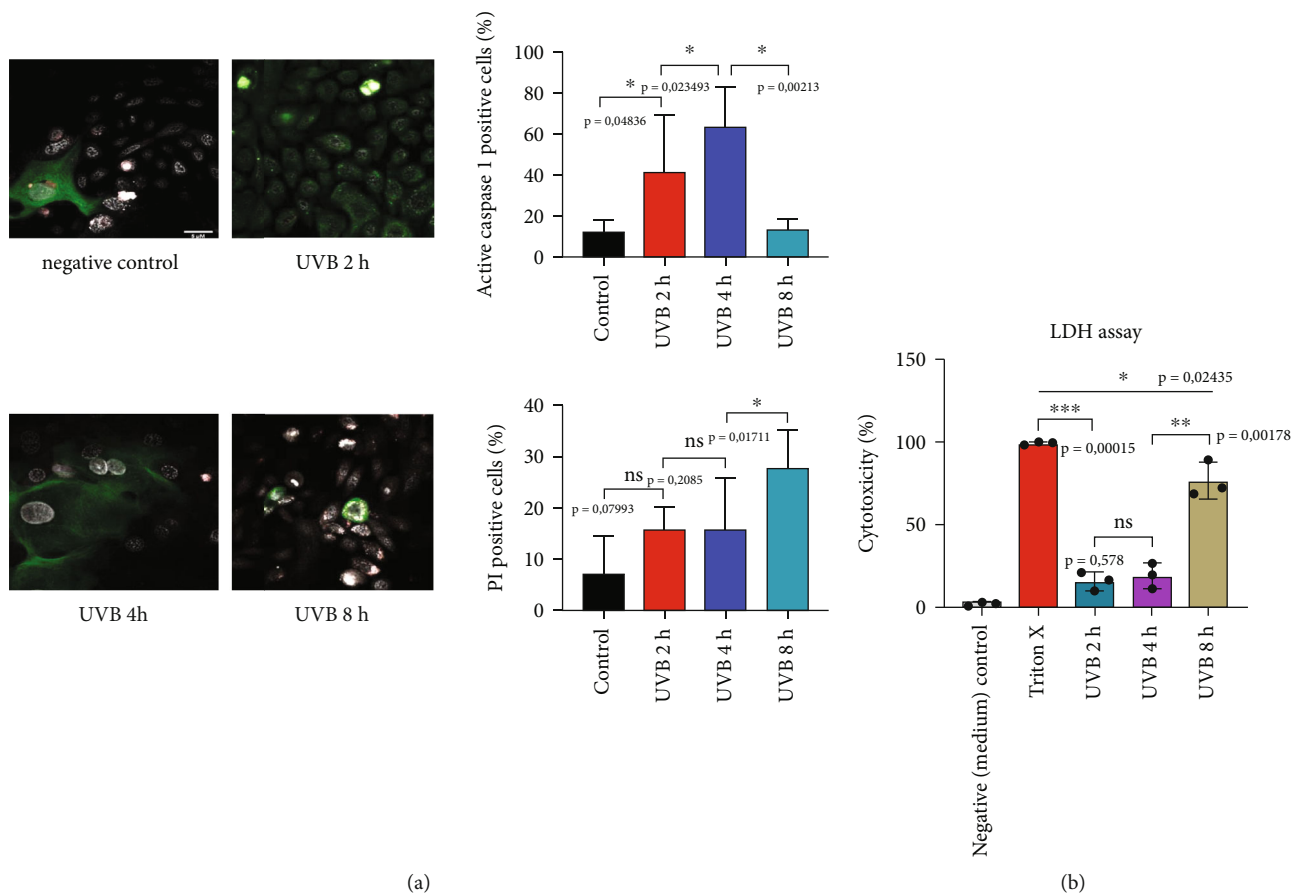 5 µM
negative control
UVB 2 h
UVB 4h
UVB 8 h
Active caspase 1 positive cells (%)
100
80
60
40
20
0
*
*
*
p = 0,04836
p = 0,023493
p = 0,00213
Control
UVB 2 h
UVB 4 h
UVB 8 h
PI positive cells (%)
40
30
20
10
0
ns
ns
*
p = 0,07993
p = 0,2085
p = 0,01711
Control
UVB 2 h
UVB 4 h
UVB 8 h
(a)
LDH assay
Cytotoxicity (%)
150
100
50
0
*
p = 0,02435
***
p = 0,00015
**
p = 0,00178
ns
p = 0,578
Negative (medium) control
Triton X
UVB 2 h
UVB 4 h
UVB 8 h
(b)